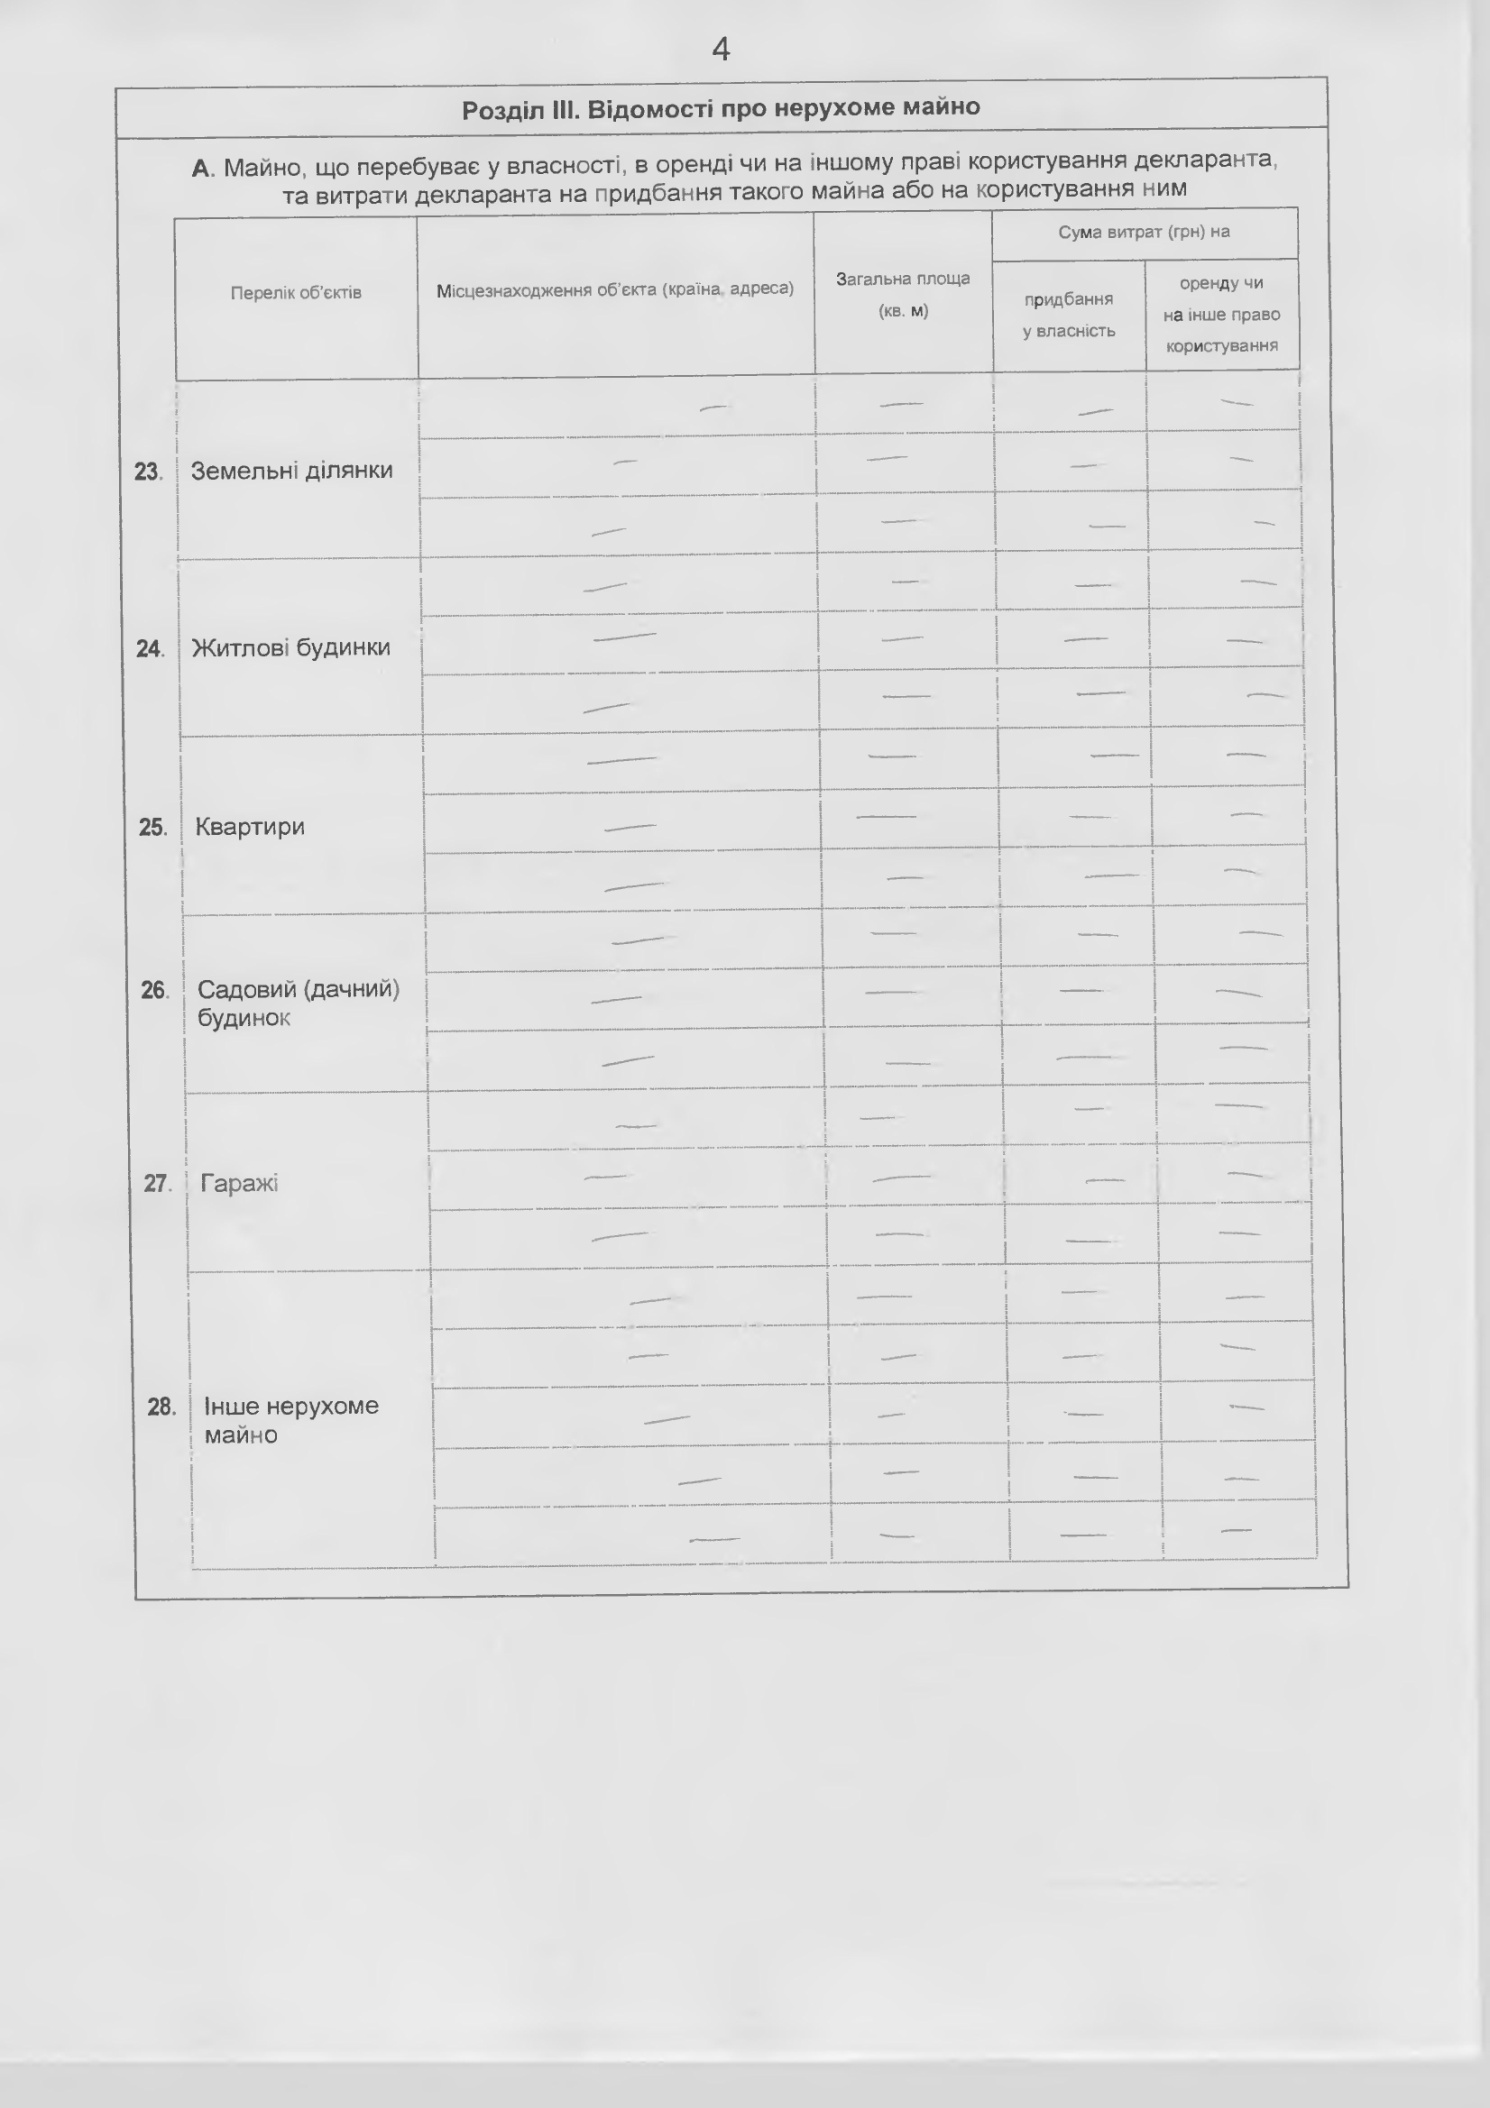 4
Розділ III. Відомості про нерухоме майно
А. Майно, що перебуває у власності, в оренді чи на іншому праві користування декларанта,
та витрати декларанта на придбання такого майна або на користування ним
Перелік об'єктів
Місцезнаходження об'єкта (країна, адреса)
Загальна площа
(кв. м)
Сума витрат (грн) на
придбання
у власність
оренду чи
на інше право
користування
— — — —
23. Земельні ділянки — — — —
— — — —
— — — —
24. Житлові будинки — — — —
— — — —
— — — —
25. Квартири — — — —
— — — —
— — — —
26. Садовий (дачний) — — — —
будинок
— — — —
— — — —
27. Гаражі — — — —
— — — —
— — — —
— — — —
28. Інше нерухоме — — — —
майно
— — — —
— — — —